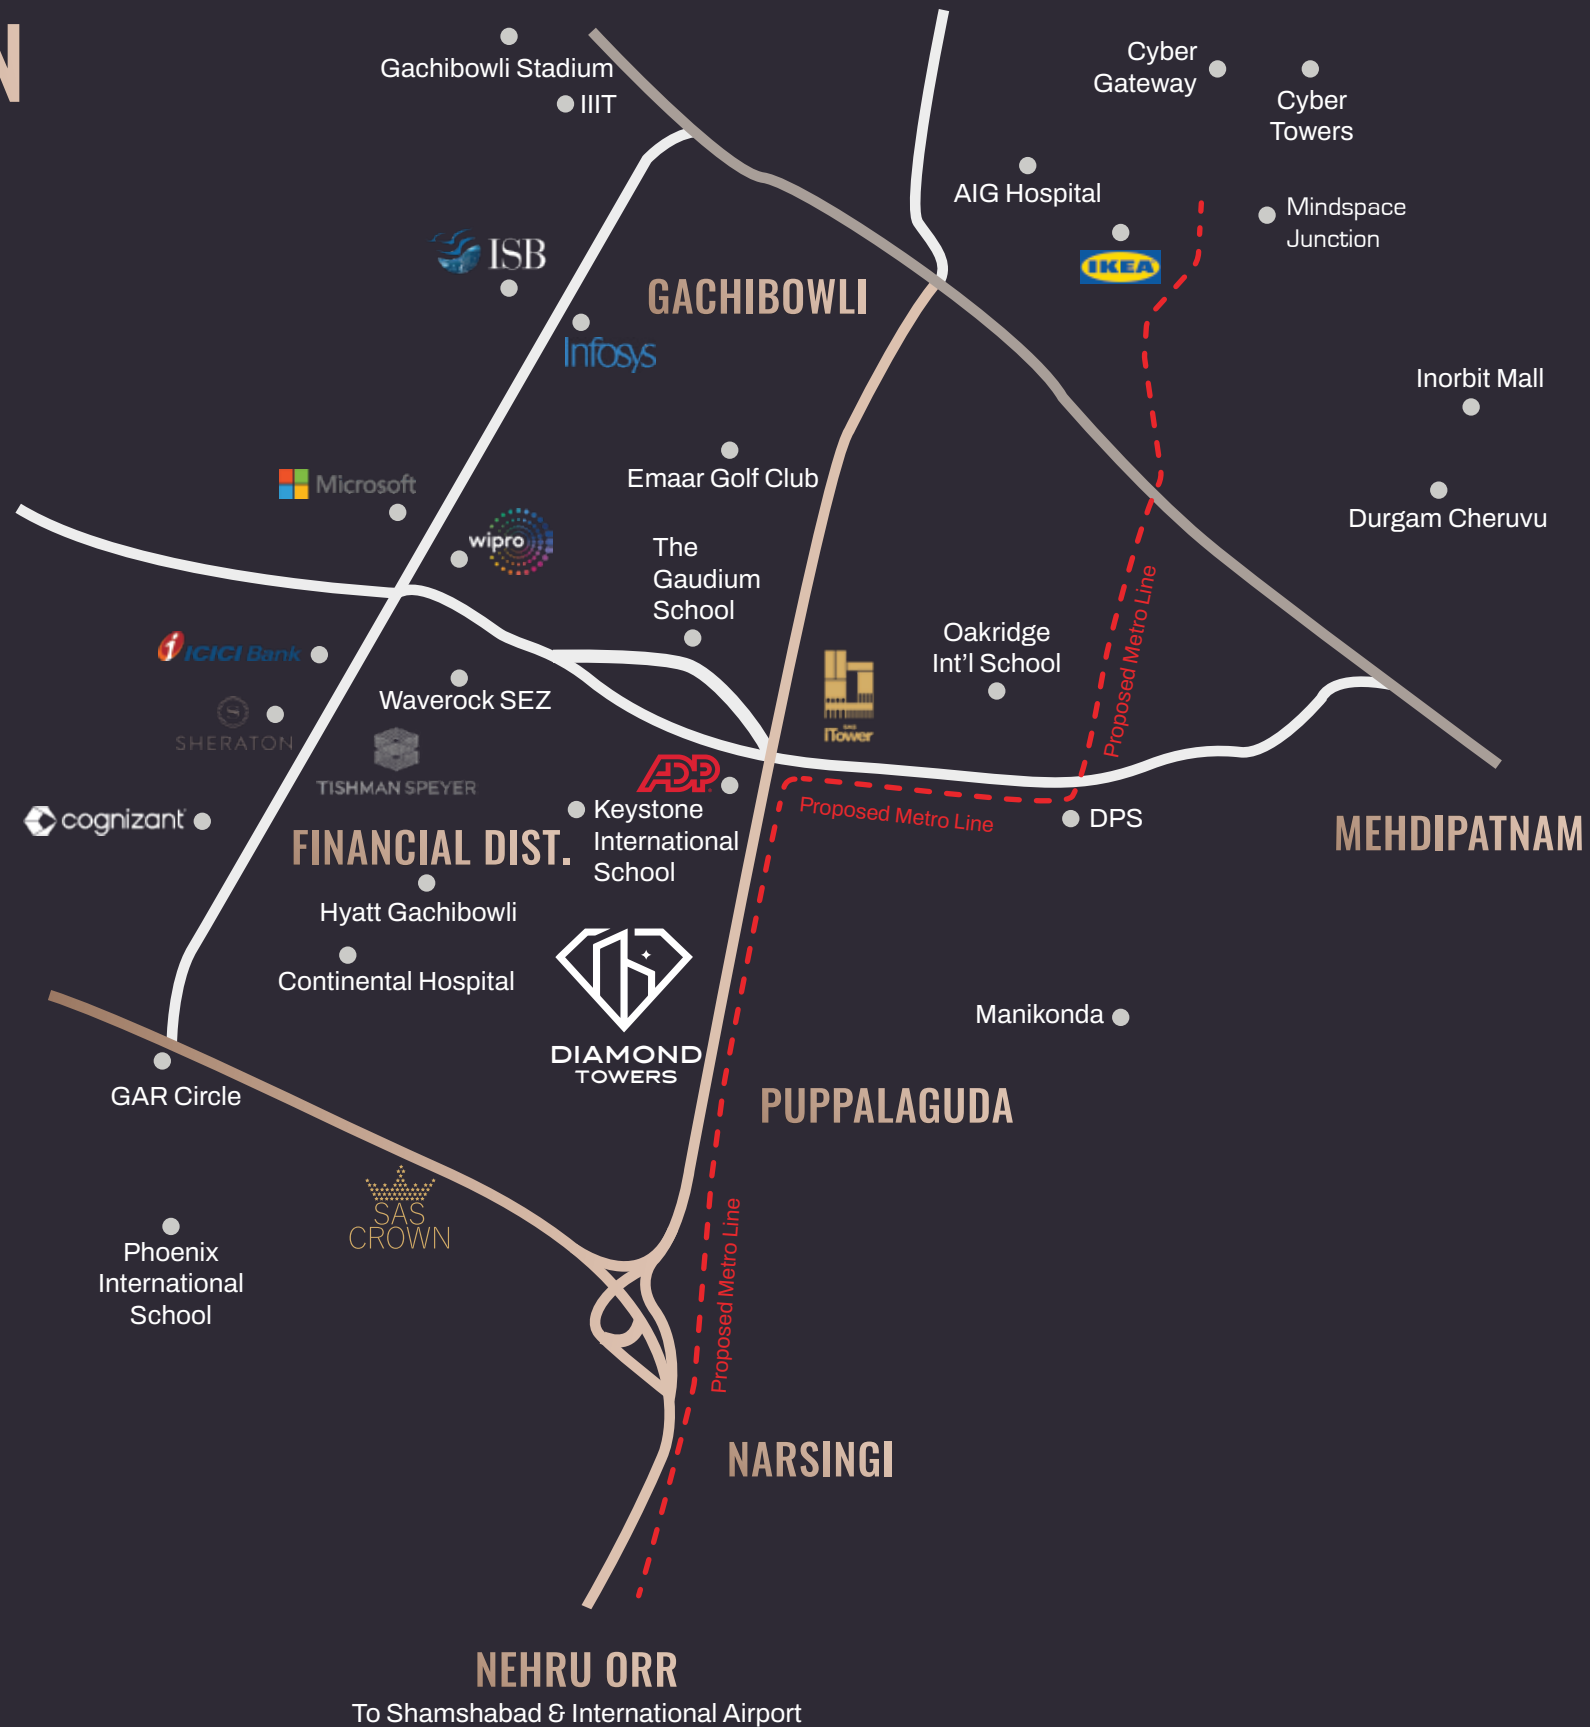 N
Gachibowli Stadium
IIIT
Cyber
Gateway
Cyber
Towers
AIG Hospital
Mindspace
Junction
IKEA
ISB
GACHIBOWLI
Infosys
Inorbit Mall
Emaar Golf Club
Microsoft
Durgam Cheruvu
wipro
The
Gaudium
School
Oakridge
Int'l School
Proposed Metro Line
ICICI Bank
Waverock SEZ
SAS
iTower
SHERATON
TISHMAN SPEYER
ADP
Keystone
International
School
Proposed Metro Line
DPS
cognizant
FINANCIAL DIST.
MEHDIPATNAM
Hyatt Gachibowli
Continental Hospital
Manikonda
DIAMOND
TOWERS
GAR Circle
PUPPALAGUDA
SAS
CROWN
Phoenix
International
School
Proposed Metro Line
NARSINGI
NEHRU ORR
To Shamshabad & International Airport